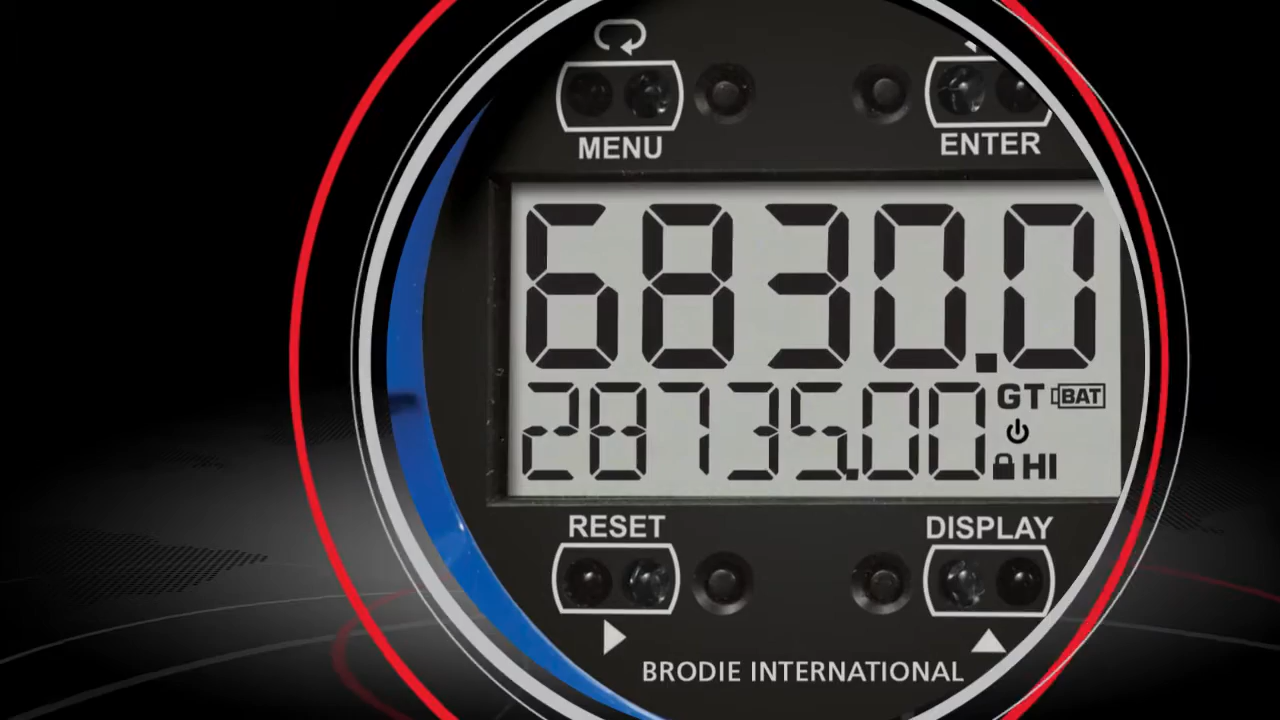 MENU
ENTER
6830.0
28735.00
GT BAT
HI
RESET
DISPLAY
BRODIE INTERNATIONAL